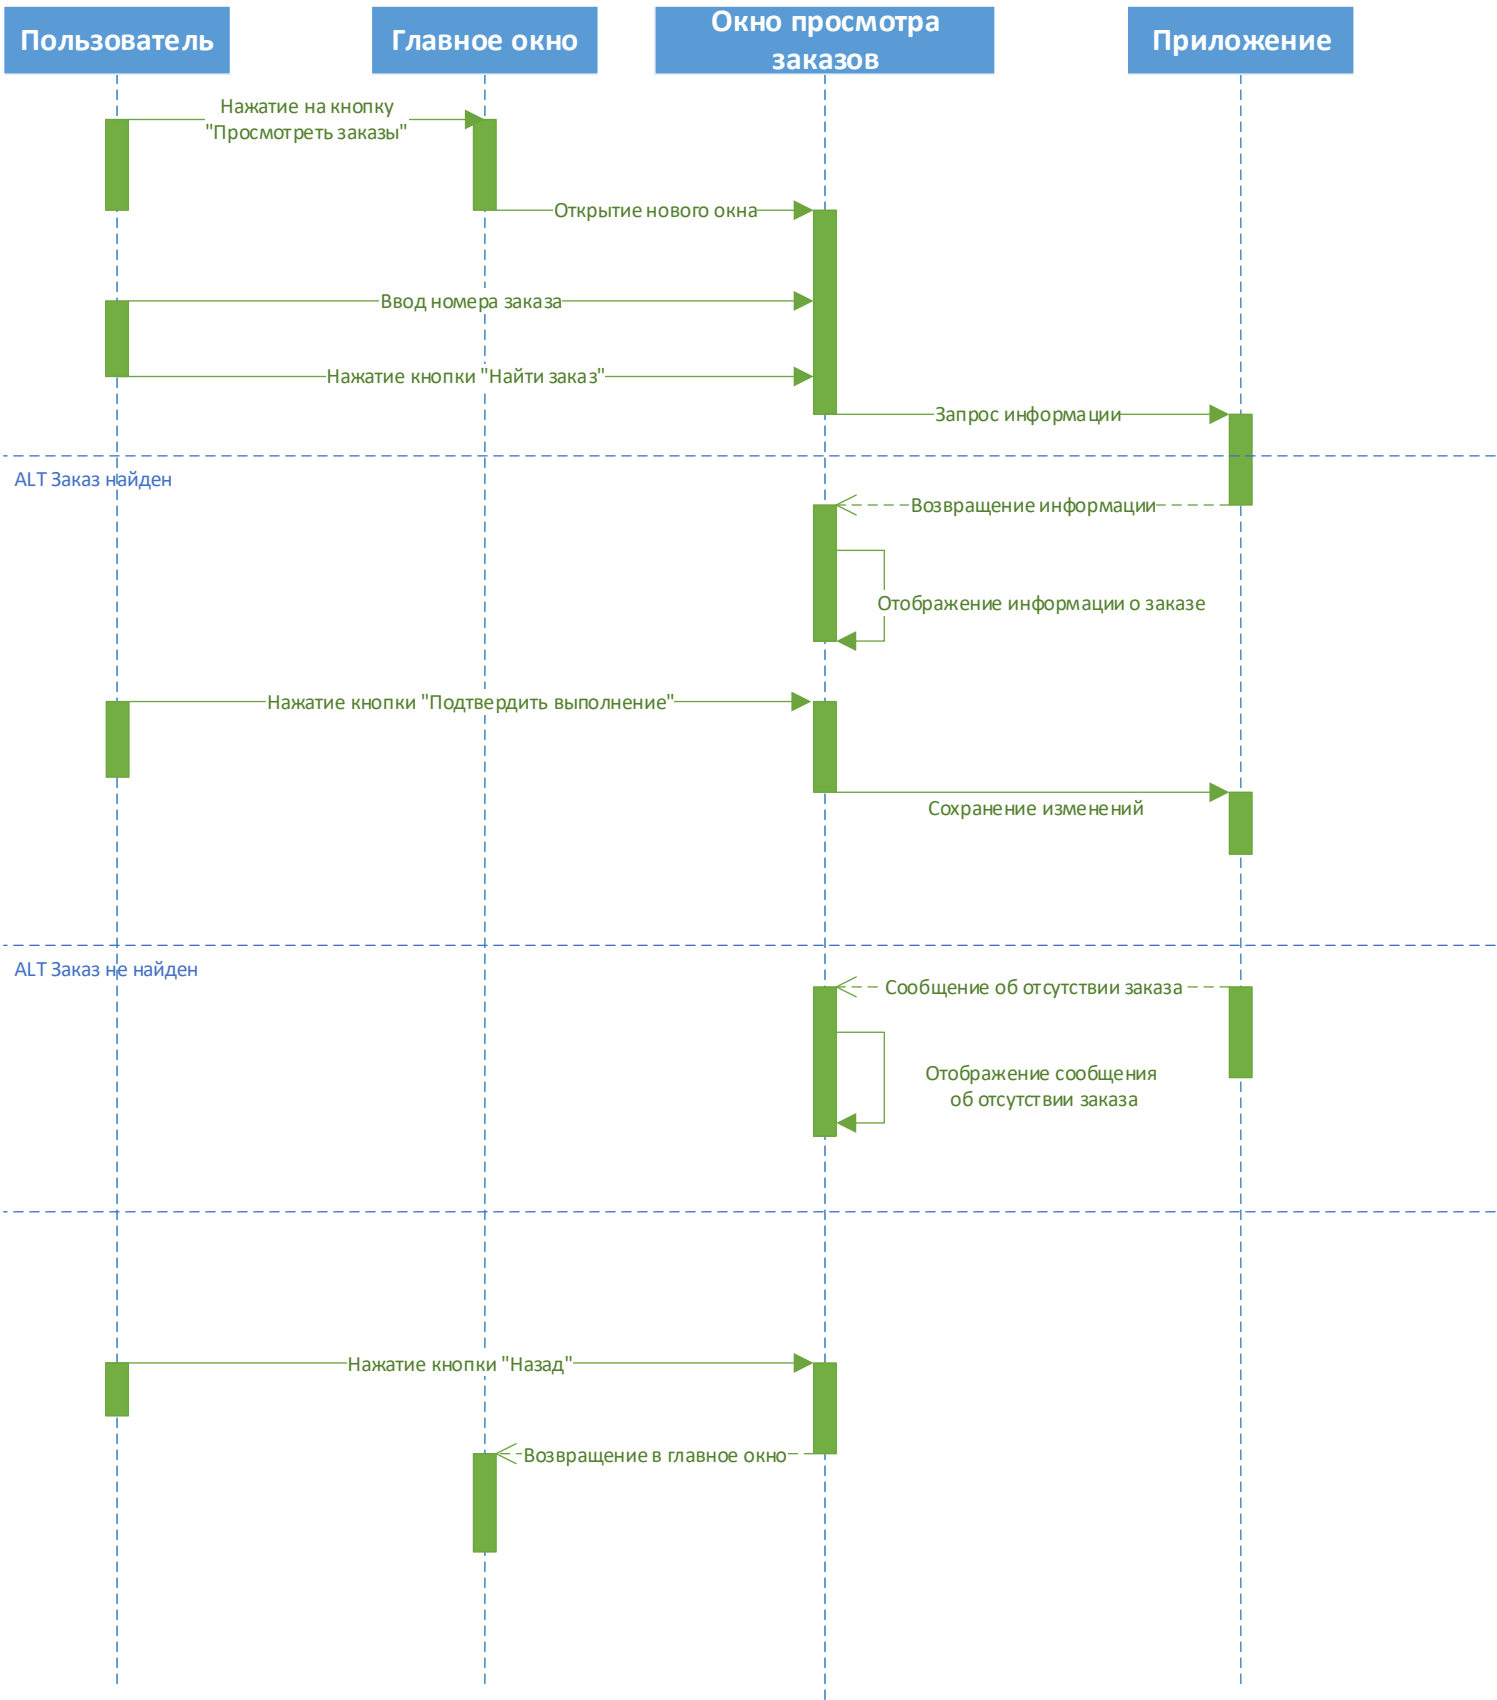 Пользователь
Главное окно
Окно просмотра
заказов
Приложение
Нажатие на кнопку
"Просмотреть заказы"
Открытие нового окна
Ввод номера заказа
Нажатие кнопки "Найти заказ"
Запрос информации
ALT Заказ найден
Возвращение информации
Отображение информации о заказе
Нажатие кнопки "Подтвердить выполнение"
Сохранение изменений
ALT Заказ не найден
Сообщение об отсутствии заказа
Отображение сообщения
об отсутствии заказа
Нажатие кнопки "Назад"
Возвращение в главное окно